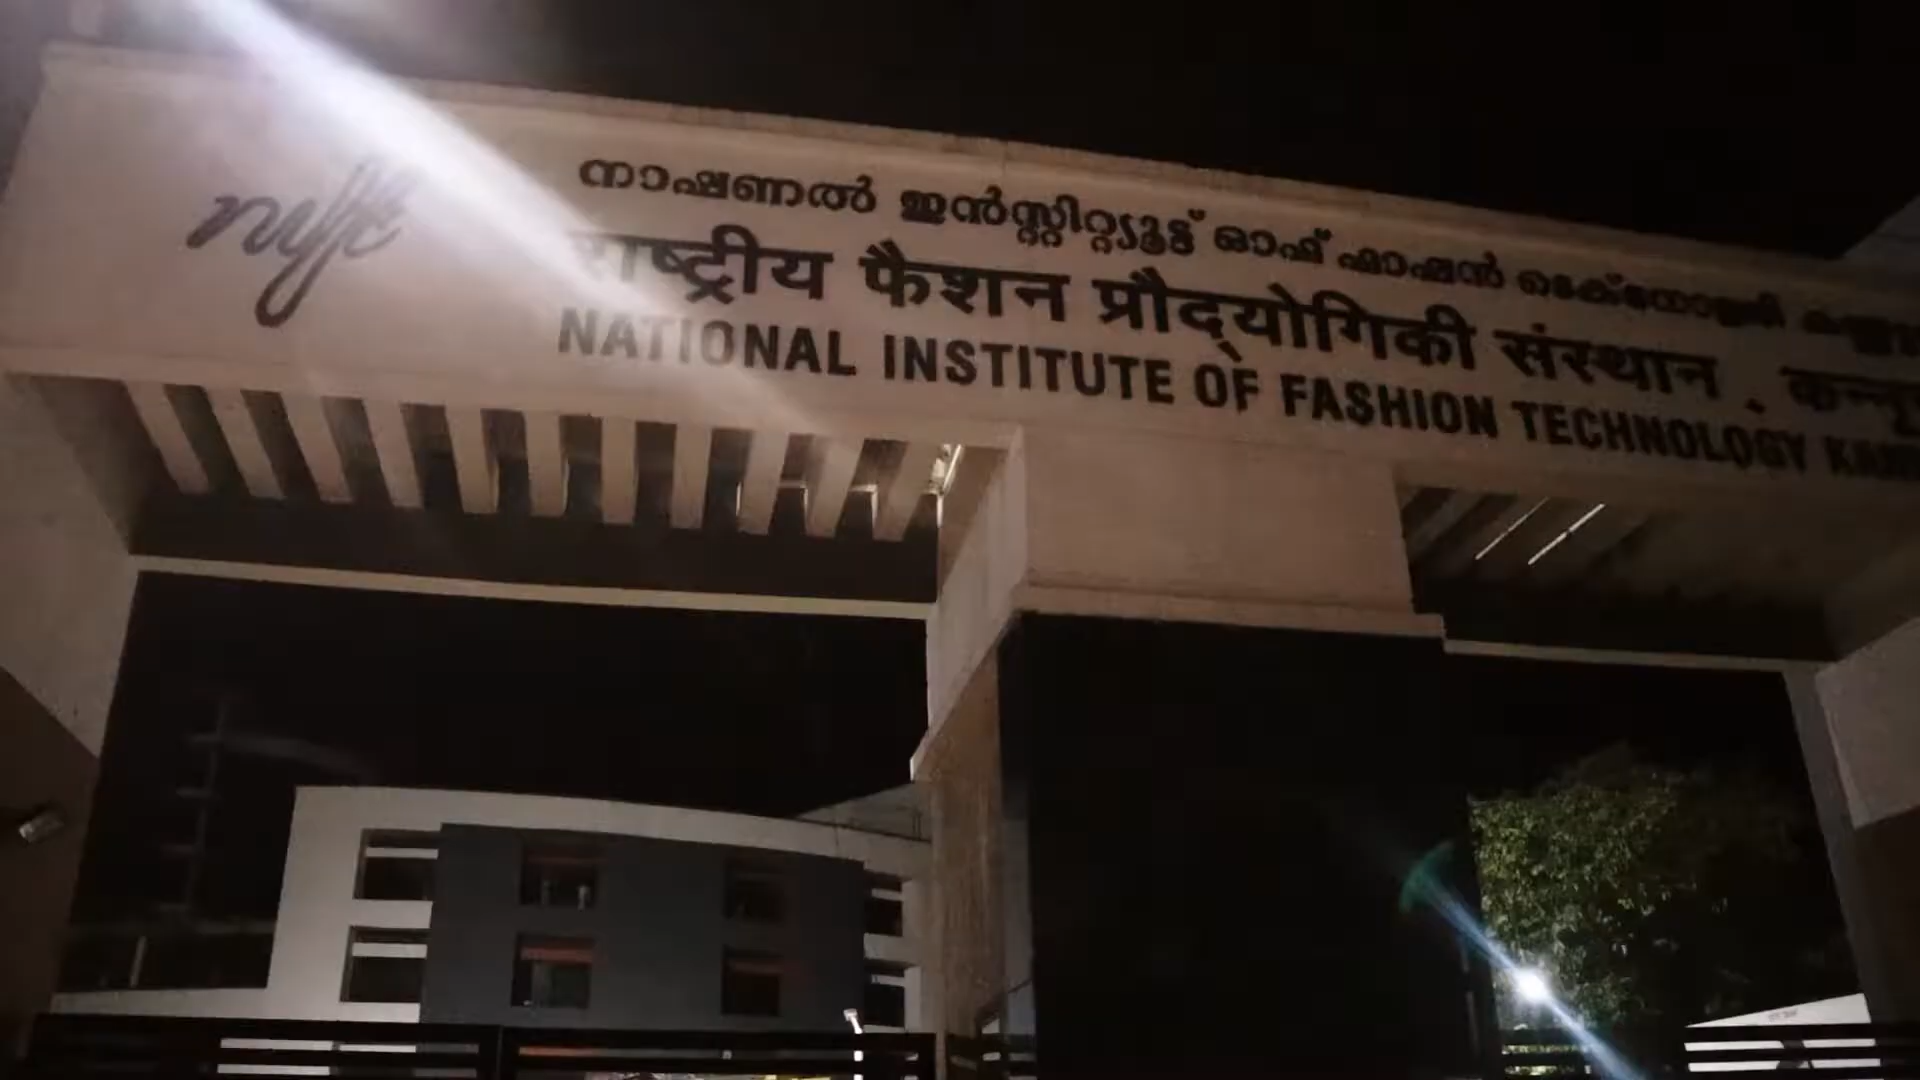 nift
നാഷണൽ ഇൻസ്റ്റിറ്റ്യൂട്ട് ഓഫ് ഫാഷൻ ടെക്നോളജി
राष्ट्रीय फैशन प्रौद्योगिकी संस्थान ,
NATIONAL INSTITUTE OF FASHION TECHNOLOGY